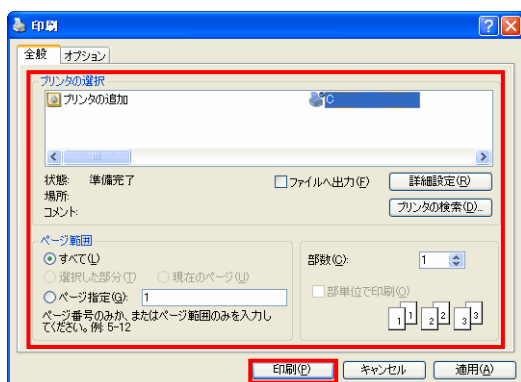 印刷
全般 オプション
プリンタの選択
プリンタの追加 C
状態: 準備完了
場所:
コメント:
ファイルへ出力(F)
詳細設定(R)
プリンタの検索(D)...
ページ範囲
すべて(L)
選択した部分(T) 現在のページ(U)
ページ指定(G): 1
ページ番号のみか、またはページ範囲のみを入力し
てください。例: 5-12
部数(C): 1
部単位で印刷(O)
1 1 2 2 3 3
印刷(P) キャンセル 適用(A)